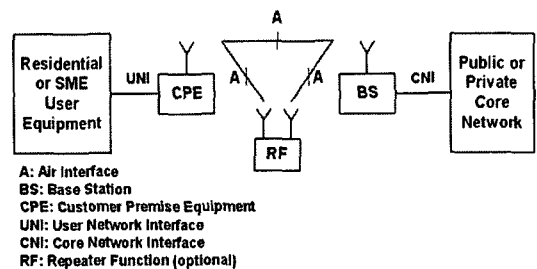 A
Residential
or SME
User
Equipment
UNI
CPE
A
A
BS
CNI
Public or
Private
Core
Network
RF
A: Air Interface
BS: Base Station
CPE: Customer Premise Equipment
UNI: User Network Interface
CNI: Core Network Interface
RF: Repeater Function (optional)